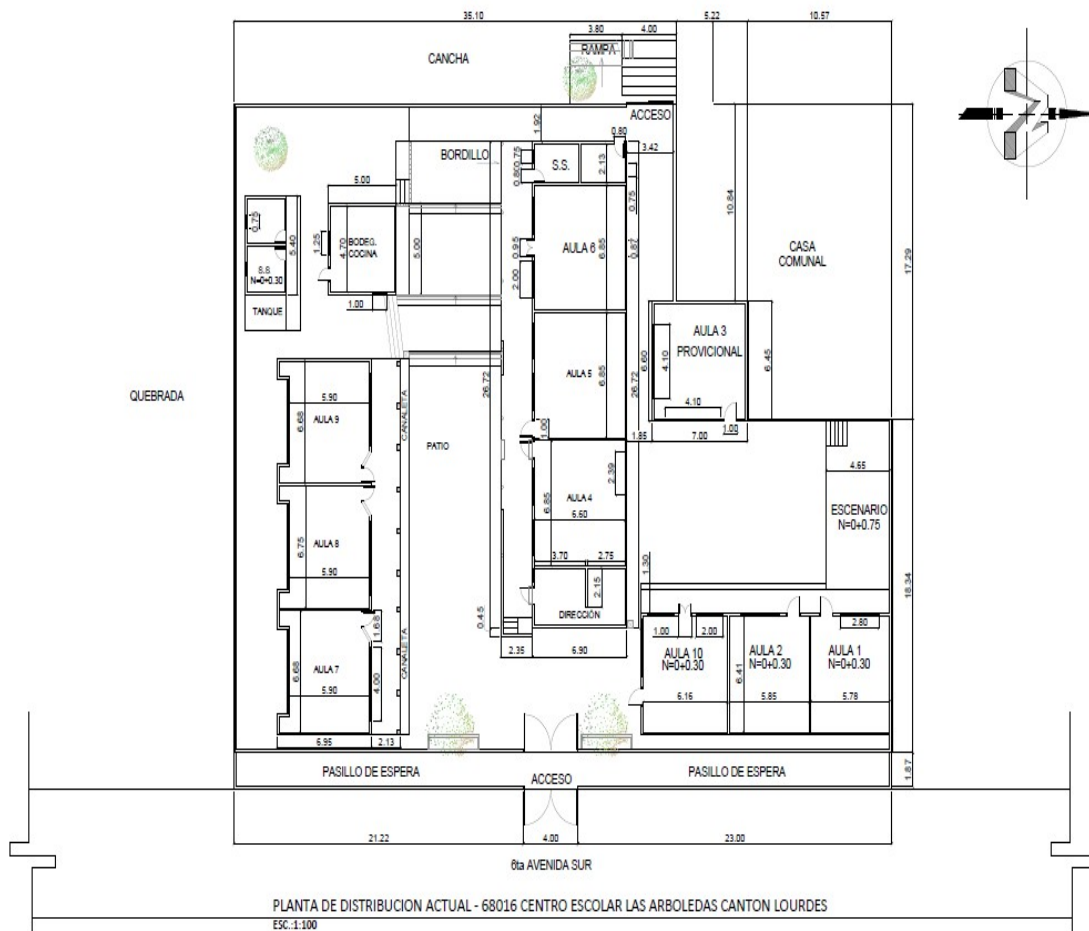 35.10
5.22
10.57
3.80
4.00
RAMPA
CANCHA
ACCESO
1.92
0.80
3.42
BORDILLO
0.75
0.80
S.S.
2.13
0.75
5.00
10.84
0.75
5.40
1.25
4.70
BODEG.
COCINA
5.00
0.95
AULA 6
6.85
0.87
CASA
COMUNAL
17.29
S.S
N=0+0.30
2.00
TANQUE
1.00
AULA 3
PROVICIONAL
4.10
6.60
6.45
QUEBRADA
5.90
6.68
AULA 9
CANALETA
26.72
AULA 5
6.85
26.72
4.10
1.00
1.00
1.85
7.00
PATIO
4.65
2.39
AULA 4
6.85
6.60
ESCENARIO
N=0+0.75
AULA 8
6.75
5.90
3.70
2.75
1.30
18.34
2.15
DIRECCIÓN
0.45
1.68
CANALETA
2.35
6.90
1.00
2.00
2.80
AULA 10
N=0+0.30
AULA 2
N=0+0.30
AULA 1
N=0+0.30
6.41
6.68
AULA 7
5.90
4.00
6.16
5.85
5.78
6.95
2.13
PASILLO DE ESPERA
ACCESO
PASILLO DE ESPERA
1.87
21.22
4.00
23.00
6ta AVENIDA SUR
PLANTA DE DISTRIBUCION ACTUAL - 68016 CENTRO ESCOLAR LAS ARBOLEDAS CANTON LOURDES
ESC.:1:100